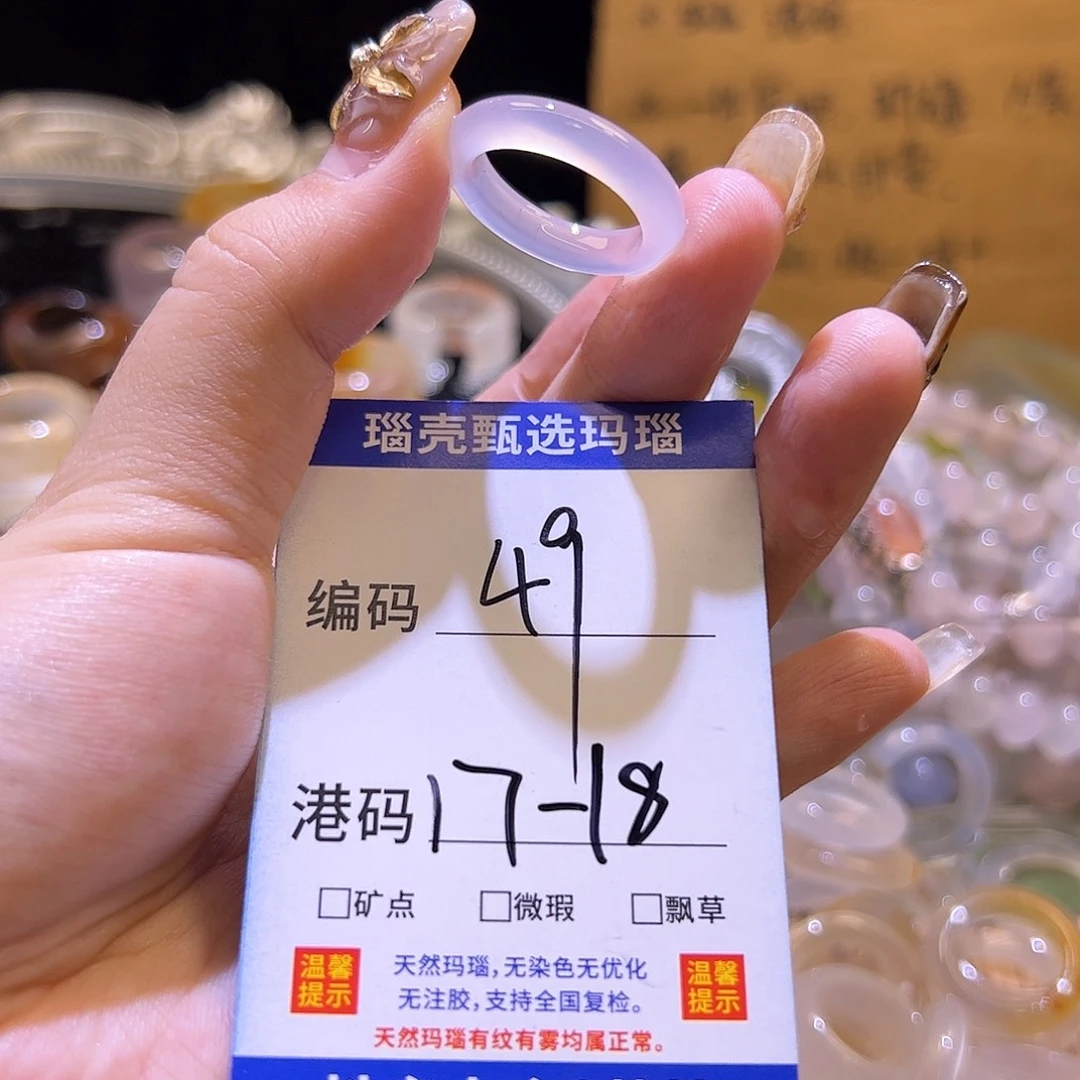 瑙壳甄选玛瑙
编码 49
港码 17-18
□矿点 □微瑕 □飘草
温馨提示
天然玛瑙,无染色无优化
无注胶,支持全国复检。
温馨提示
天然玛瑙有纹有雾均属正常。